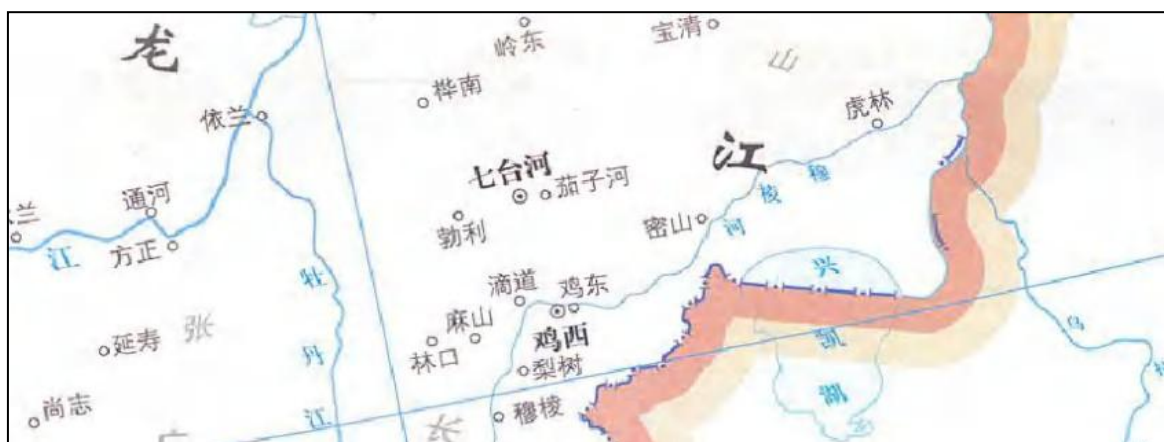 龙
岭东
宝清
山
桦南
依兰
虎林
江
七台河
茄子河
通河
兰
勃利
密山
穆
棱
河
方正
江
牡
丹
江
滴道
鸡东
兴
凯
湖
麻山
鸡西
延寿
张
林口
梨树
乌
尚志
穆棱
长